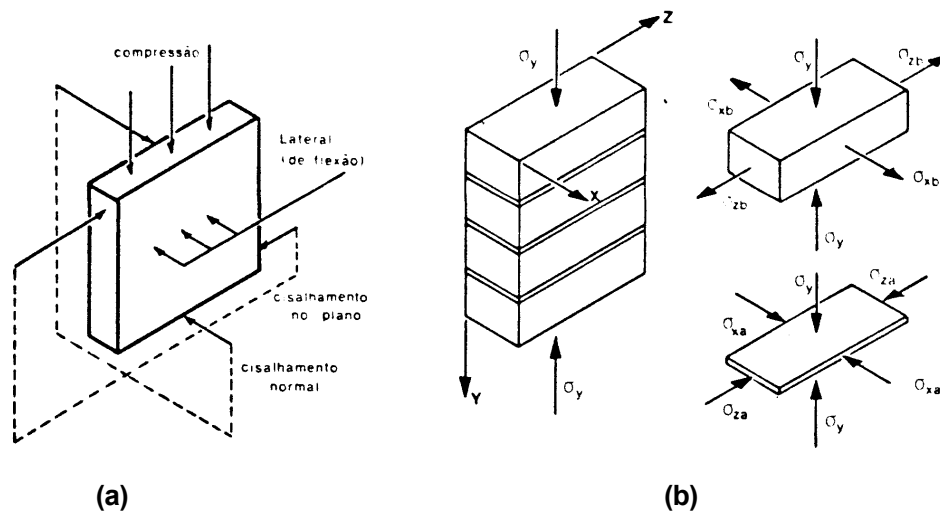 compressão
Lateral
(de flexão)
cisalhamento
no plano
cisalhamento
normal
(a)
Z
σy
X
Y
σy
σy
σzb
σxb
σxb
σzb
σy
σy
σza
σxa
σxa
σza
σy
(b)